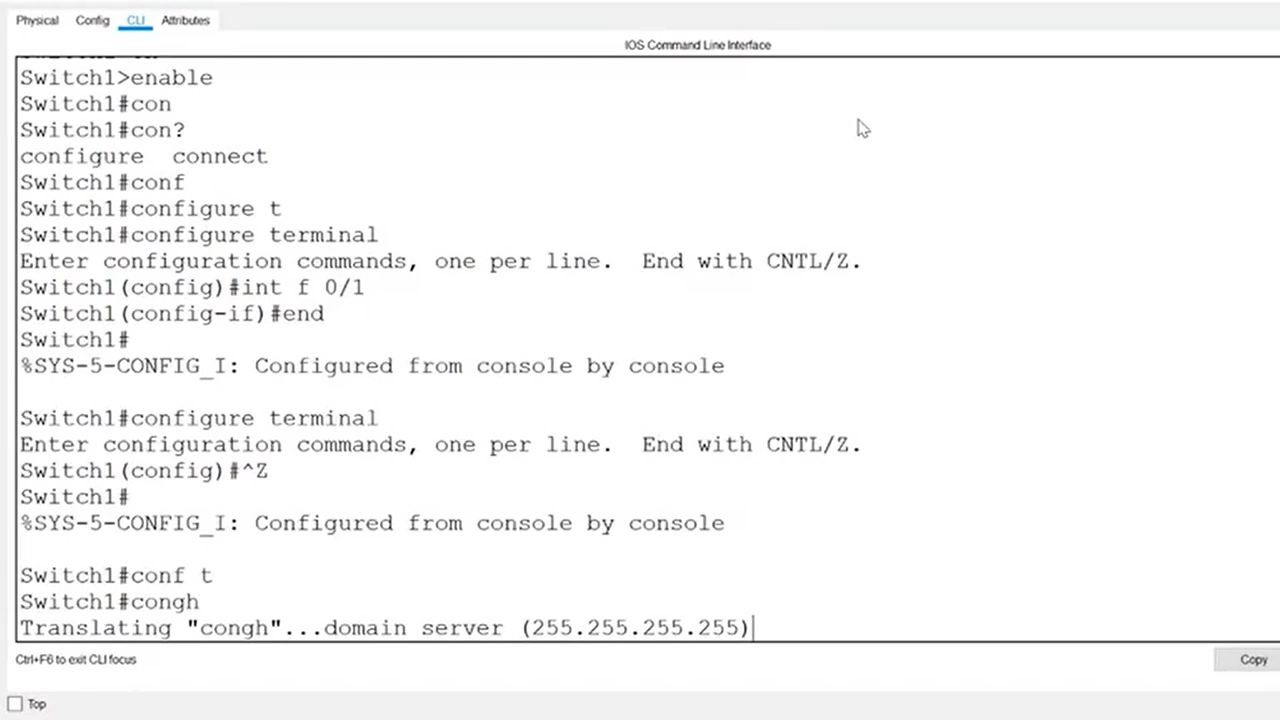 Physical Config CLI Attributes
IOS Command Line Interface
Switch1>enable
Switch1#con
Switch1#con?
configure  connect
Switch1#conf
Switch1#configure t
Switch1#configure terminal
Enter configuration commands, one per line.  End with CNTL/Z.
Switch1(config)#int f 0/1
Switch1(config-if)#end
Switch1#
%SYS-5-CONFIG_I: Configured from console by console
Switch1#configure terminal
Enter configuration commands, one per line.  End with CNTL/Z.
Switch1(config)#^Z
Switch1#
%SYS-5-CONFIG_I: Configured from console by console
Switch1#conf t
Switch1#congh
Translating "congh"...domain server (255.255.255.255)
Ctrl+F6 to exit CLI focus
Copy
Top